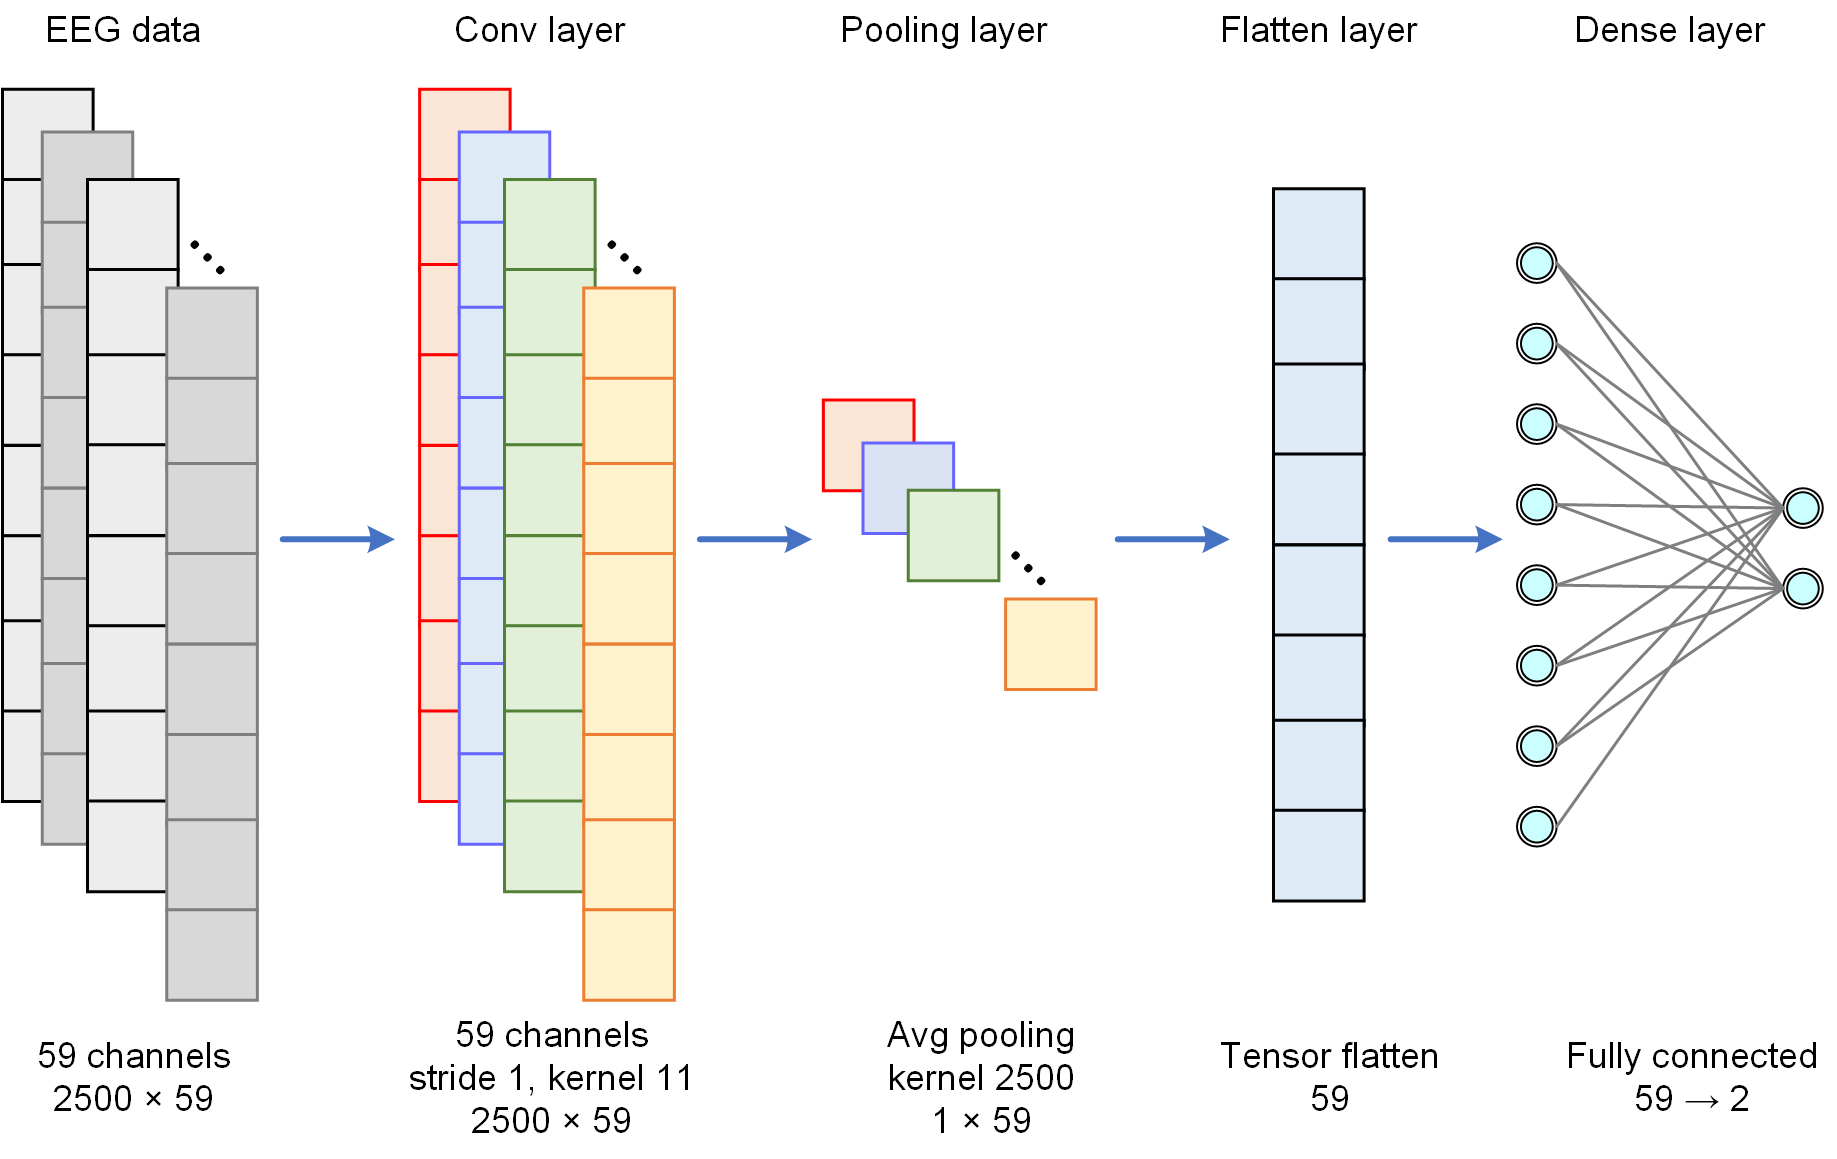 EEG data
Conv layer
Pooling layer
Flatten layer
Dense layer
59 channels
2500 × 59
59 channels
stride 1, kernel 11
2500 × 59
Avg pooling
kernel 2500
1 × 59
Tensor flatten
59
Fully connected
59 → 2